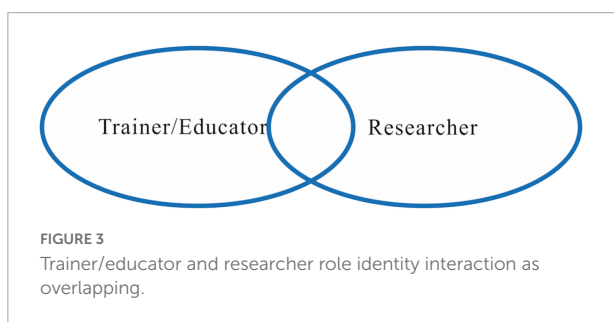 Trainer/Educator Researcher
FIGURE 3
Trainer/educator and researcher role identity interaction as
overlapping.